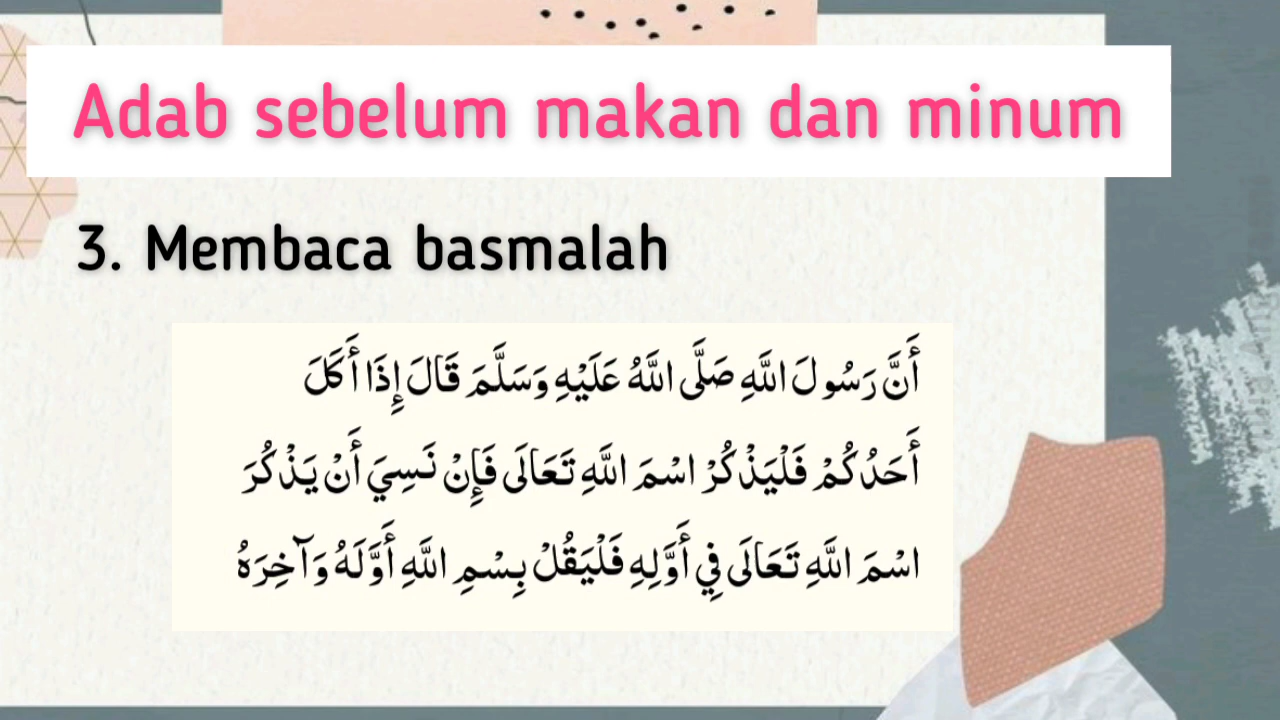 Adab sebelum makan dan minum
3. Membaca basmalah
أَنَّ رَسُولَ اللَّهِ صَلَّى اللَّهُ عَلَيْهِ وَسَلَّمَ قَالَ إِذَا أَكَلَ
أَحَدُكُمْ فَلْيَذْكُرْ اسْمَ اللَّهِ تَعَالَى فَإِنْ نَسِيَ أَنْ يَذْكُرَ
اسْمَ اللَّهِ تَعَالَى فِي أَوَّلِهِ فَلْيَقُلْ بِسْمِ اللَّهِ أَوَّلَهُ وَآخِرَهُ